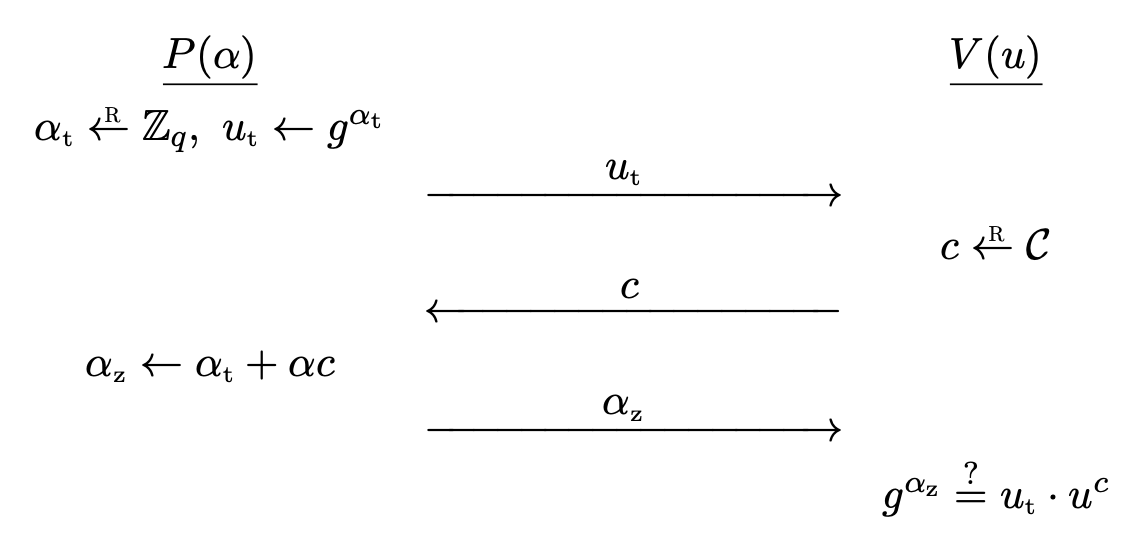 P(α) V(u)
α_t ←^R ℤ_q, u_t ← g^{α_t}
u_t
c ←^R 𝒞
c
α_z ← α_t + αc
α_z
g^{α_z} ≟ u_t · u^c